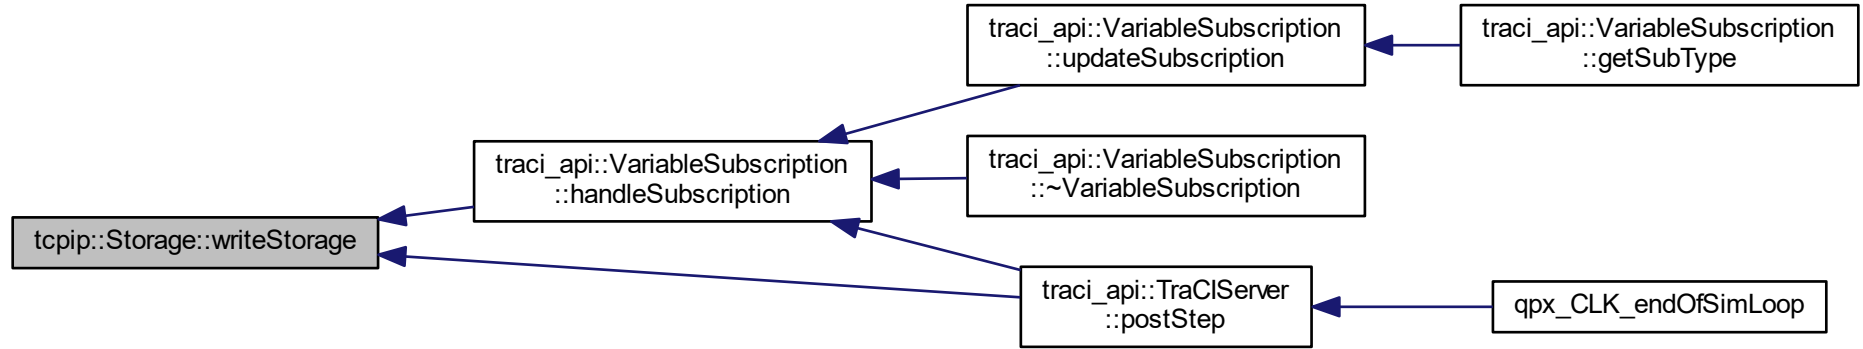 traci_api::VariableSubscription
::updateSubscription
traci_api::VariableSubscription
::getSubType
traci_api::VariableSubscription
::handleSubscription
traci_api::VariableSubscription
::~VariableSubscription
tcpip::Storage::writeStorage
traci_api::TraCIServer
::postStep
qpx_CLK_endOfSimLoop